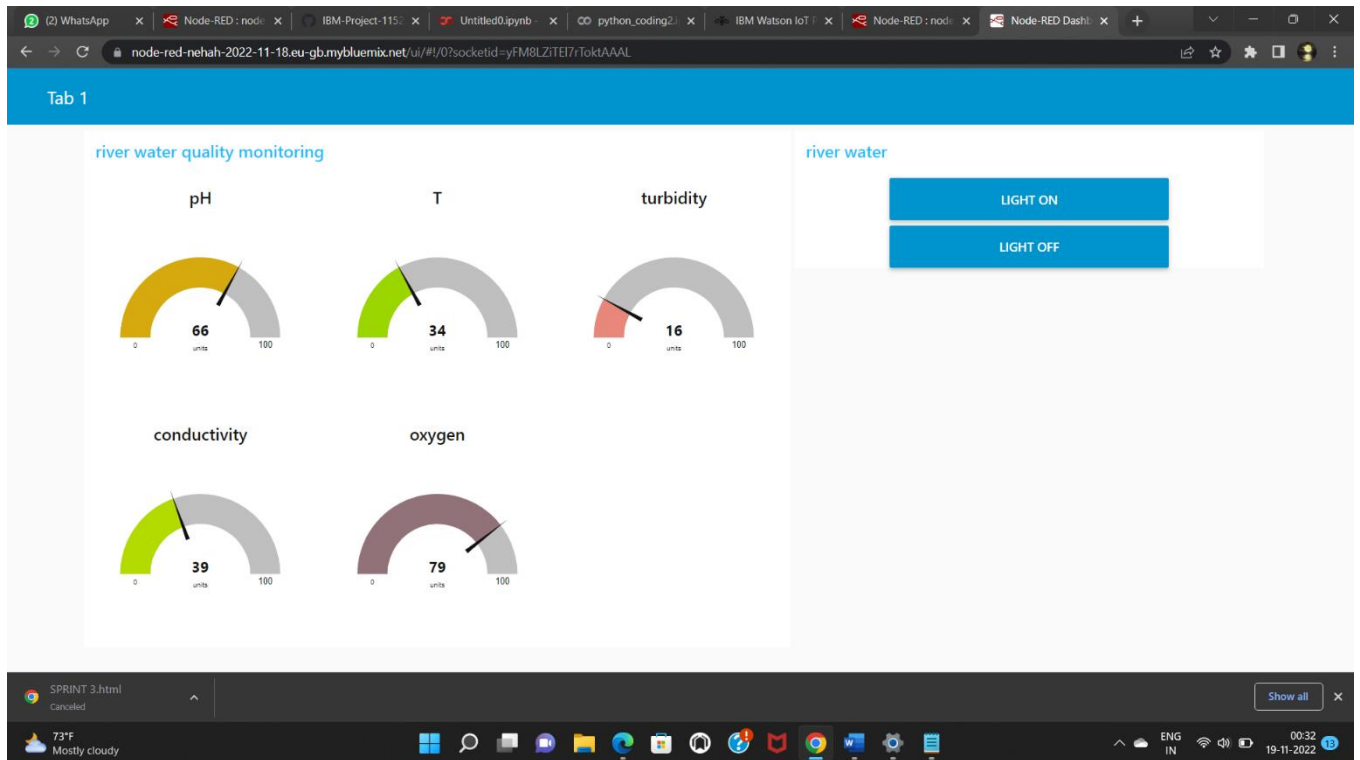 (2) WhatsApp
Node-RED : node
IBM-Project-1152
Untitled0.ipynb -
python_coding2.i
IBM Watson IoT P
Node-RED : node
Node-RED Dashb
node-red-nehah-2022-11-18.eu-gb.mybluemix.net/ui/#!/0?socketid=yFM8LZiTEl7rToktAAAL
Tab 1
river water quality monitoring
pH
T
turbidity
66
units
0
100
34
units
0
100
16
units
0
100
conductivity
oxygen
39
units
0
100
79
units
0
100
river water
LIGHT ON
LIGHT OFF
SPRINT 3.html
Canceled
Show all
73°F
Mostly cloudy
ENG
IN
00:32
19-11-2022
13